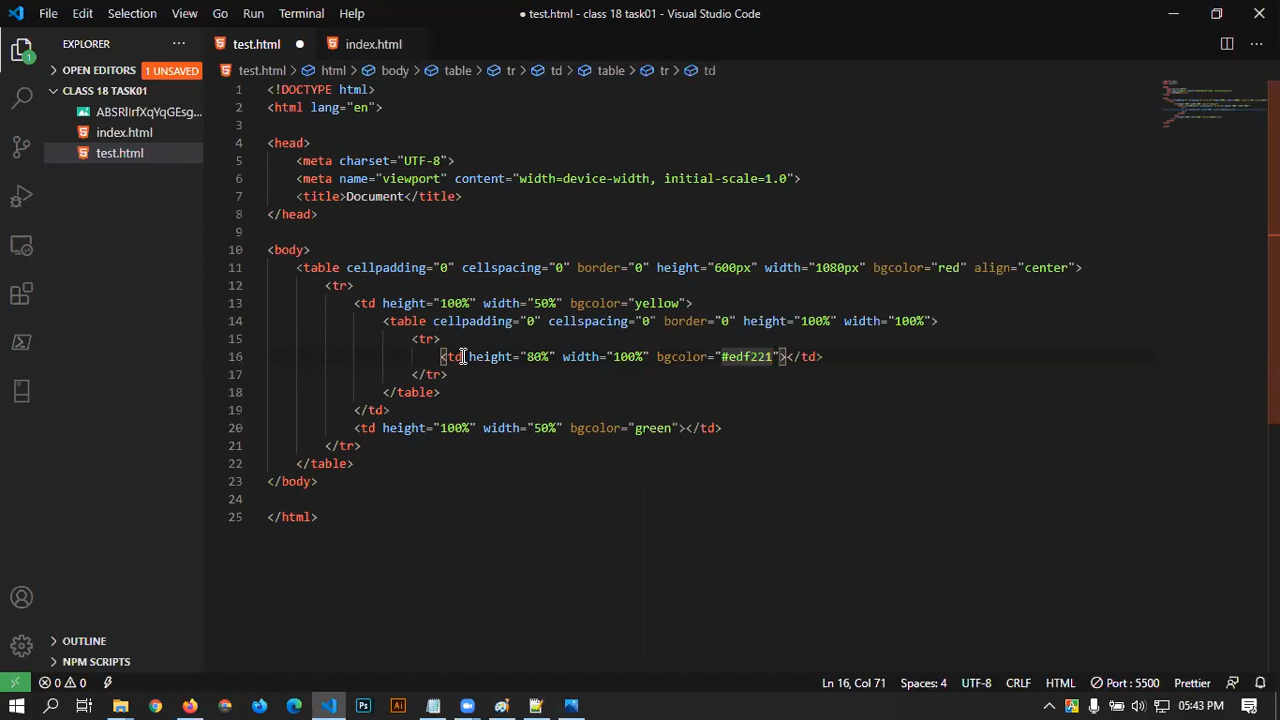 File Edit Selection View Go Run Terminal Help
● test.html - class 18 task01 - Visual Studio Code
EXPLORER
OPEN EDITORS 1 UNSAVED
CLASS 18 TASK01
ABSRIIrfXqYqGEsg...
index.html
test.html
OUTLINE
NPM SCRIPTS
1
test.html ● index.html
test.html > html > body > table > tr > td > table > tr > td
1 <!DOCTYPE html>
2 <html lang="en">
3
4 <head>
5 <meta charset="UTF-8">
6 <meta name="viewport" content="width=device-width, initial-scale=1.0">
7 <title>Document</title>
8 </head>
9
10 <body>
11 <table cellpadding="0" cellspacing="0" border="0" height="600px" width="1080px" bgcolor="red" align="center">
12 <tr>
13 <td height="100%" width="50%" bgcolor="yellow">
14 <table cellpadding="0" cellspacing="0" border="0" height="100%" width="100%">
15 <tr>
16 <td height="80%" width="100%" bgcolor="#edf221"></td>
17 </tr>
18 </table>
19 </td>
20 <td height="100%" width="50%" bgcolor="green"></td>
21 </tr>
22 </table>
23 </body>
24
25 </html>
0 0 Ln 16, Col 71 Spaces: 4 UTF-8 CRLF HTML Port : 5500 Prettier
Ps Ai ENG 05:43 PM